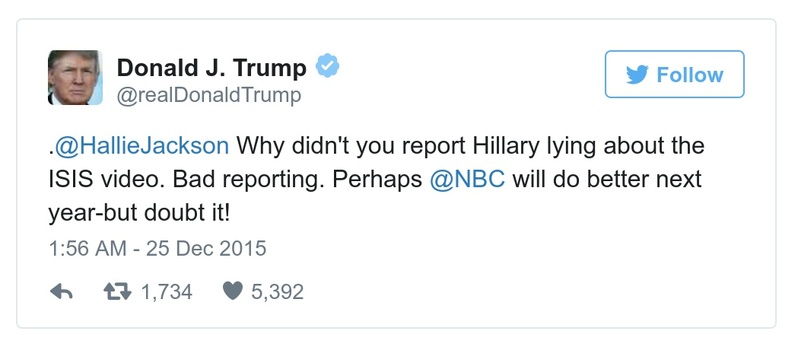 Donald J. Trump
@realDonaldTrump
Follow
.@HallieJackson Why didn't you report Hillary lying about the
ISIS video. Bad reporting. Perhaps @NBC will do better next
year-but doubt it!
1:56 AM - 25 Dec 2015
1,734 5,392